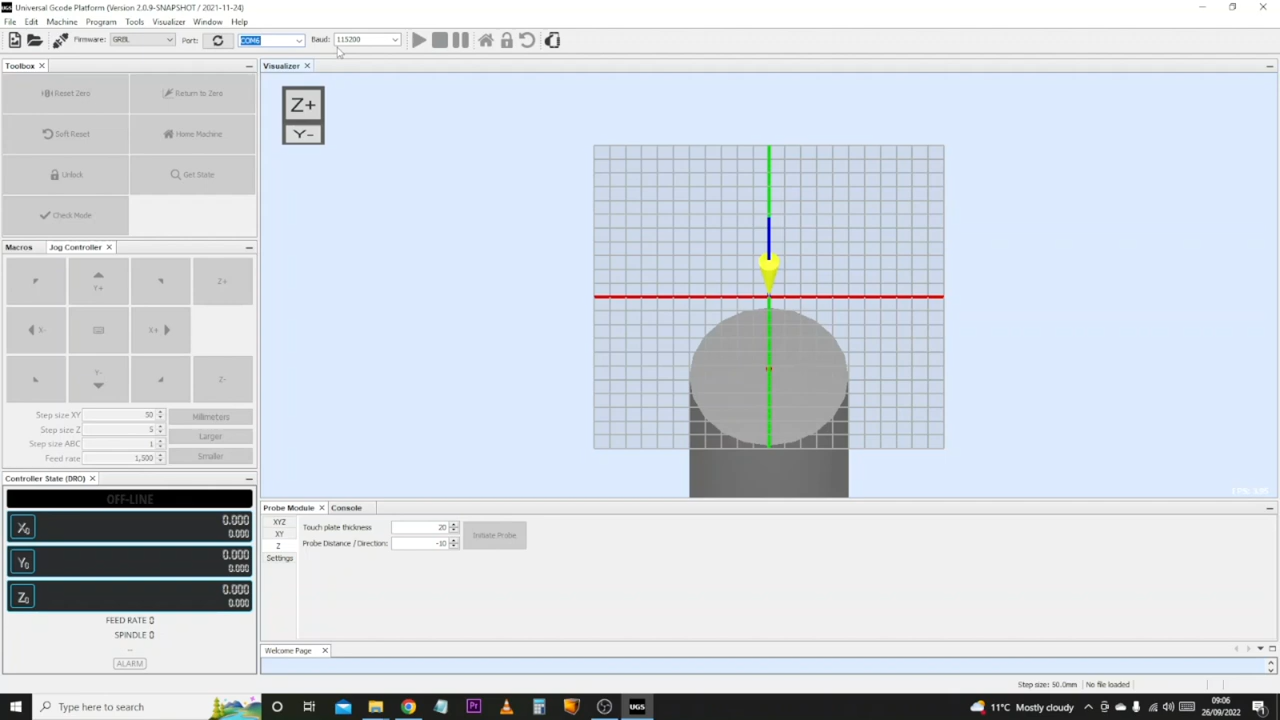 UGS Universal Gcode Platform (Version 2.0.9-SNAPSHOT / 2021-11-24)
File Edit Machine Program Tools Visualizer Window Help
Firmware: GRBL Port: COM6 Baud: 115200
Toolbox
Reset Zero Return to Zero
Soft Reset Home Machine
Unlock Get State
Check Mode
Macros Jog Controller
Y+ Z+
X- X+
Y- Z-
Step size XY 50 Millimeters
Step size Z 5
Larger
Step size ABC 1
Feed rate 1,500 Smaller
Controller State (DRO)
OFF-LINE
X0 0.000
0.000
Y0 0.000
0.000
Z0 0.000
0.000
FEED RATE 0
SPINDLE 0
--
ALARM
Visualizer
Z+
Y-
Probe Module Console
XYZ
XY
Z
Settings
Touch plate thickness 20
Probe Distance / Direction: -10
Initiate Probe
Welcome Page
Step size: 50.0mm No file loaded
Type here to search
Pr
UGS
11°C Mostly cloudy
09:06
26/09/2022